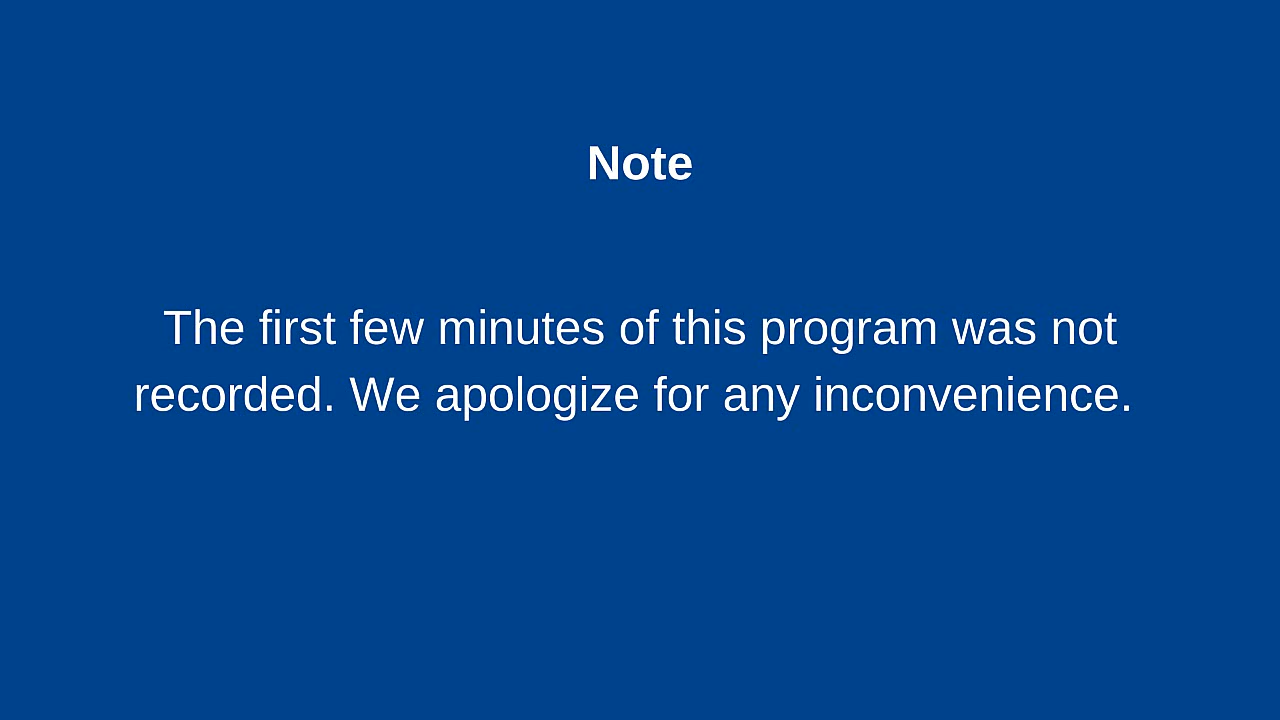 Note
The first few minutes of this program was not
recorded. We apologize for any inconvenience.